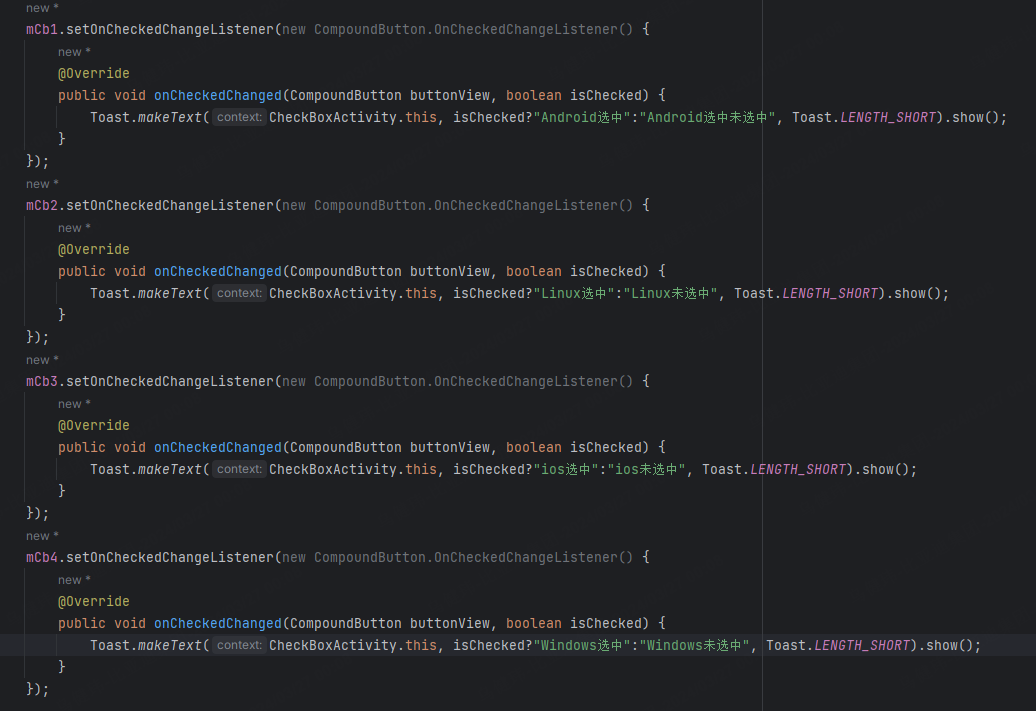 new *
mCb1.setOnCheckedChangeListener(new CompoundButton.OnCheckedChangeListener() {
new *
@Override
public void onCheckedChanged(CompoundButton buttonView, boolean isChecked) {
Toast.makeText( context: CheckBoxActivity.this, isChecked?"Android选中":"Android选中未选中", Toast.LENGTH_SHORT).show();
}
});
new *
mCb2.setOnCheckedChangeListener(new CompoundButton.OnCheckedChangeListener() {
new *
@Override
public void onCheckedChanged(CompoundButton buttonView, boolean isChecked) {
Toast.makeText( context: CheckBoxActivity.this, isChecked?"Linux选中":"Linux未选中", Toast.LENGTH_SHORT).show();
}
});
new *
mCb3.setOnCheckedChangeListener(new CompoundButton.OnCheckedChangeListener() {
new *
@Override
public void onCheckedChanged(CompoundButton buttonView, boolean isChecked) {
Toast.makeText( context: CheckBoxActivity.this, isChecked?"ios选中":"ios未选中", Toast.LENGTH_SHORT).show();
}
});
new *
mCb4.setOnCheckedChangeListener(new CompoundButton.OnCheckedChangeListener() {
new *
@Override
public void onCheckedChanged(CompoundButton buttonView, boolean isChecked) {
Toast.makeText( context: CheckBoxActivity.this, isChecked?"Windows选中":"Windows未选中", Toast.LENGTH_SHORT).show();
}
});